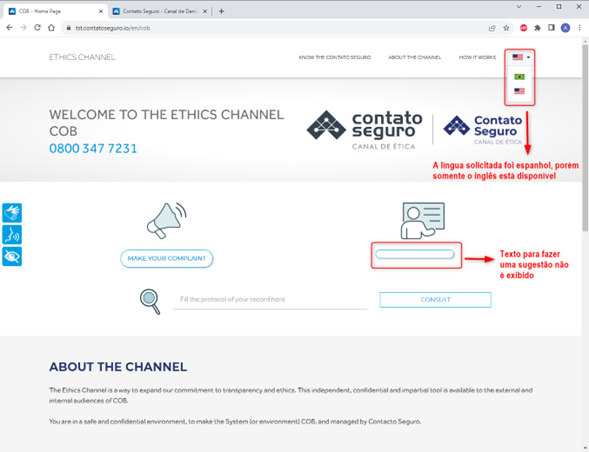 COB - Home Page
Contato Seguro - Canal de Denú
tst.contatoseguro.io/en/cob
A
ETHICS CHANNEL
KNOW THE CONTATO SEGURO
ABOUT THE CHANNEL
HOW IT WORKS
WELCOME TO THE ETHICS CHANNEL
COB
0800 347 7231
contato
seguro
CANAL DE ÉTICA
Contato
Seguro
CANAL DE ÉTICA
A lingua solicitada foi espanhol, porém
somente o inglês está disponível
MAKE YOUR COMPLAINT
Texto para fazer
uma sugestão não
é exibido
Fill the protocol of your record here
CONSULT
ABOUT THE CHANNEL
The Ethics Channel is a way to expand our commitment to transparency and ethics. This independent, confidential and impartial tool is available to the external and
internal audiences of COB.
You are in a safe and confidential environment, to make the System (or environment) COB, and managed by Contacto Seguro.